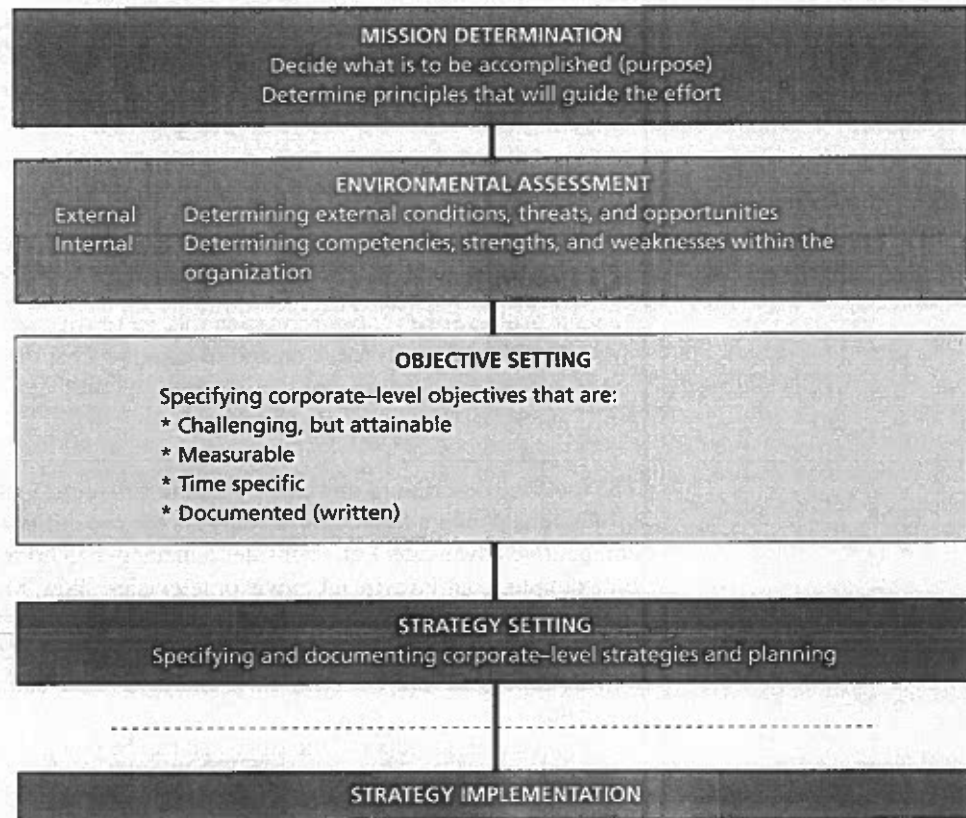 MISSION DETERMINATION
Decide what is to be accomplished (purpose)
Determine principles that will guide the effort
ENVIRONMENTAL ASSESSMENT
External Determining external conditions, threats, and opportunities
Internal Determining competencies, strengths, and weaknesses within the
organization
OBJECTIVE SETTING
Specifying corporate–level objectives that are:
* Challenging, but attainable
* Measurable
* Time specific
* Documented (written)
STRATEGY SETTING
Specifying and documenting corporate–level strategies and planning
STRATEGY IMPLEMENTATION